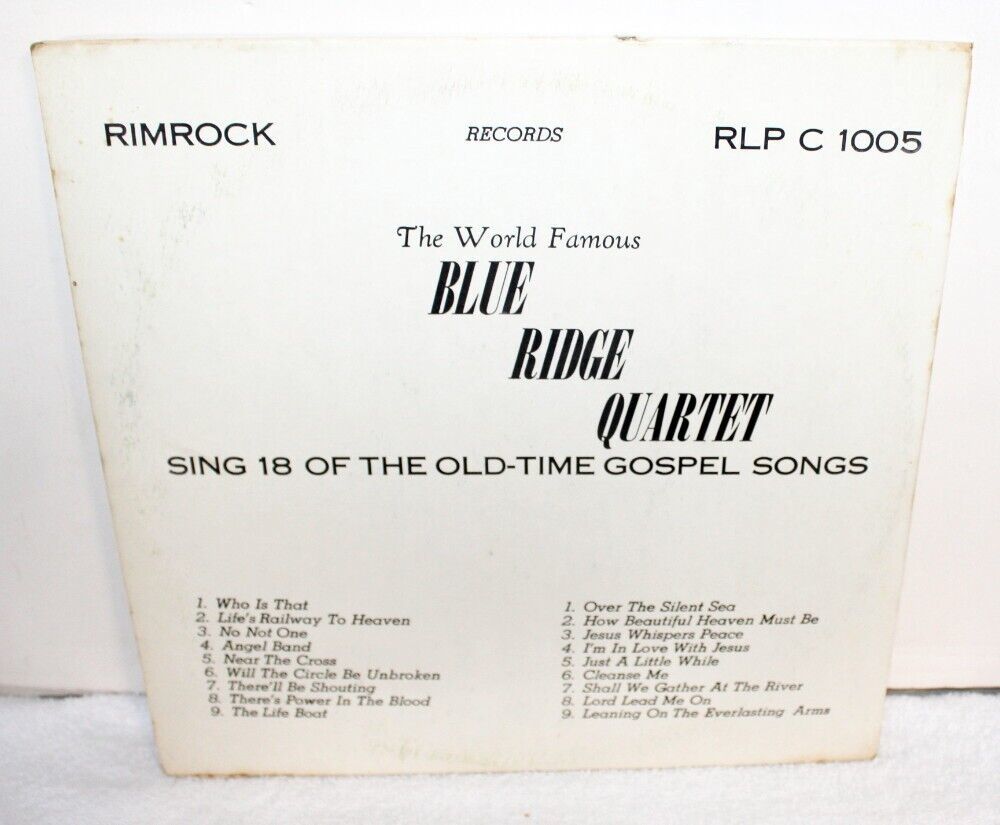 RIMROCK RECORDS RLP C 1005
The World Famous
BLUE
RIDGE
QUARTET
SING 18 OF THE OLD-TIME GOSPEL SONGS
1. Who Is That
2. Life's Railway To Heaven
3. No Not One
4. Angel Band
5. Near The Cross
6. Will The Circle Be Unbroken
7. There'll Be Shouting
8. There's Power In The Blood
9. The Life Boat
1. Over The Silent Sea
2. How Beautiful Heaven Must Be
3. Jesus Whispers Peace
4. I'm In Love With Jesus
5. Just A Little While
6. Cleanse Me
7. Shall We Gather At The River
8. Lord Lead Me On
9. Leaning On The Everlasting Arms